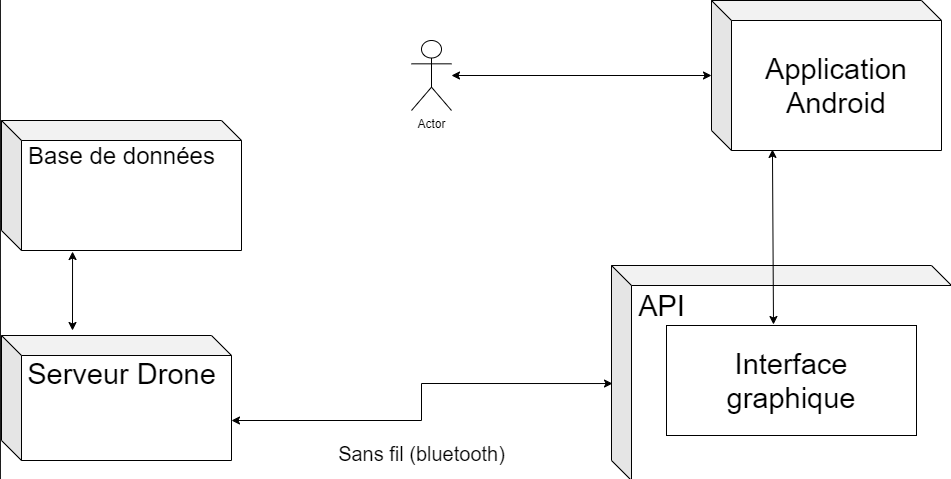 Application
Android
Actor
Base de données
API
Interface
graphique
Serveur Drone
Sans fil (bluetooth)